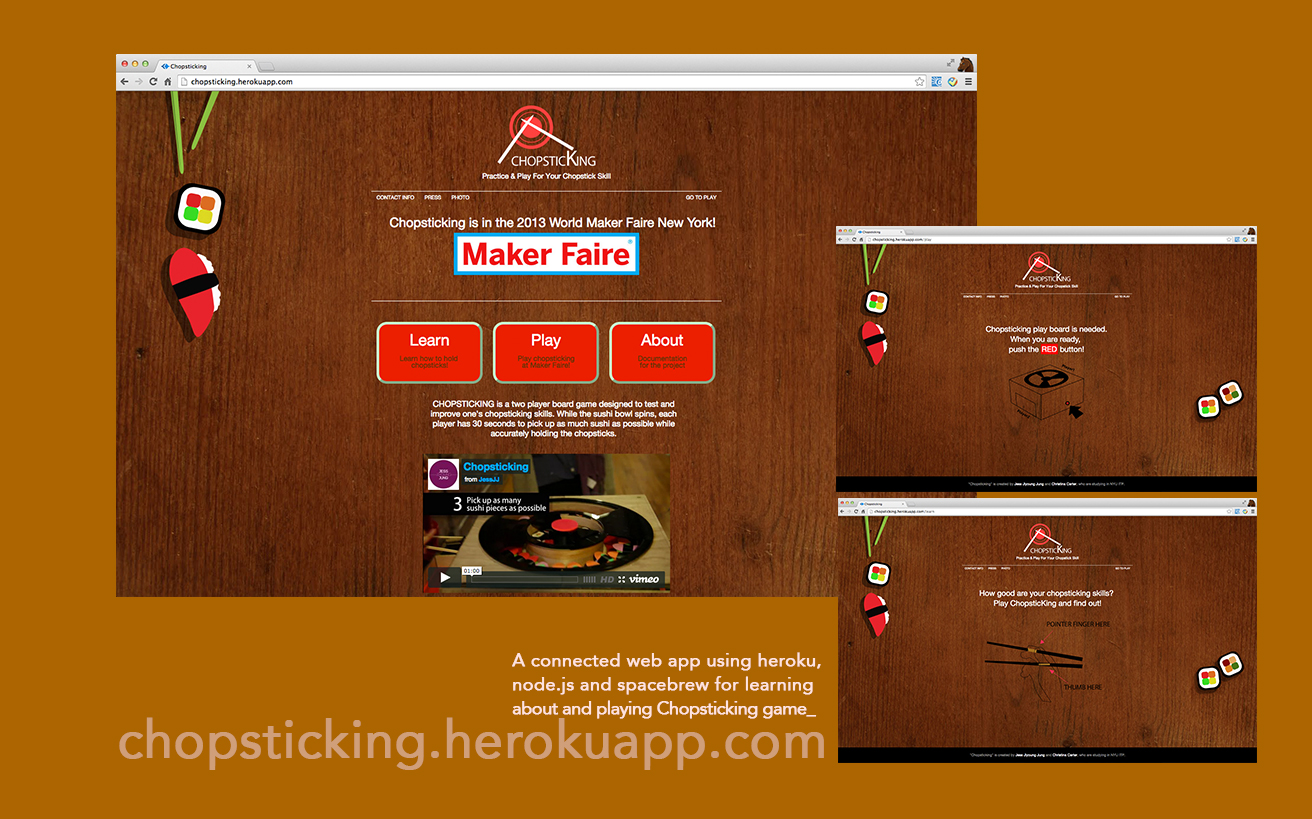 Chopsticking
chopsticking.herokuapp.com
CHOPSTICKING
Practice & Play For Your Chopstick Skill
CONTACT INFO PRESS PHOTO GO TO PLAY
Chopsticking is in the 2013 World Maker Faire New York!
Maker Faire®
Learn
Learn how to hold
chopsticks!
Play
Play chopsticking
at Maker Faire!
About
Documentation
for the project
CHOPSTICKING is a two player board game designed to test and
improve one's chopsticking skills. While the sushi bowl spins, each
player has 30 seconds to pick up as much sushi as possible while
accurately holding the chopsticks.
JESS
JUNG
Chopsticking
from JessJJ
3 Pick up as many
sushi pieces as possible
01:00
HD vimeo
Chopsticking
chopsticking.herokuapp.com/play
CHOPSTICKING
Practice & Play For Your Chopstick Skill
CONTACT INFO PRESS PHOTO GO TO PLAY
Chopsticking play board is needed.
When you are ready,
push the RED button!
"Chopsticking" is created by Jess Jiyoung Jung and Christina Carter, who are studying in NYU ITP.
Chopsticking
chopsticking.herokuapp.com/learn
CHOPSTICKING
Practice & Play For Your Chopstick Skill
CONTACT INFO PRESS PHOTO GO TO PLAY
How good are your chopsticking skills?
Play ChopsticKing and find out!
POINTER FINGER HERE
THUMB HERE
"Chopsticking" is created by Jess Jiyoung Jung and Christina Carter, who are studying in NYU ITP.
A connected web app using heroku,
node.js and spacebrew for learning
about and playing Chopsticking game_
chopsticking.herokuapp.com